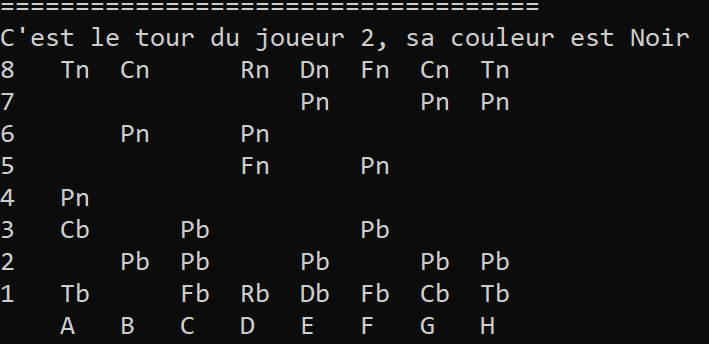 ====================================
C'est le tour du joueur 2, sa couleur est Noir
8   Tn  Cn      Rn  Dn  Fn  Cn  Tn
7                   Pn      Pn  Pn
6       Pn      Pn
5               Fn      Pn
4   Pn
3   Cb      Pb          Pb
2       Pb  Pb      Pb      Pb  Pb
1   Tb      Fb  Rb  Db  Fb  Cb  Tb
    A   B   C   D   E   F   G   H